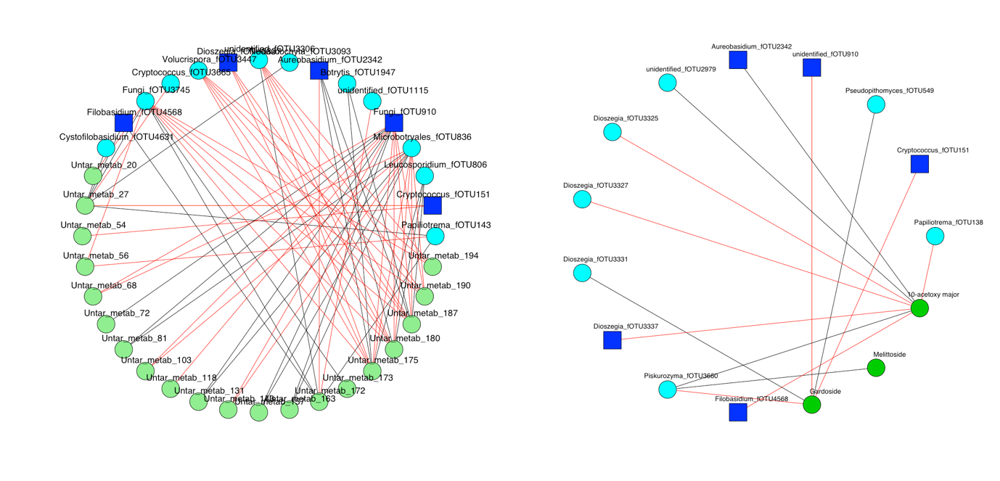 unidentified_fOTU3306
Volucrispora_fOTU3447
Aureobasidium_fOTU2342
Cryptococcus_fOTU3665
Botrytis_fOTU1947
Fungi_fOTU3745
unidentified_fOTU1115
Filobasidium_fOTU4568
Fungi_fOTU910
Cystofilobasidium_fOTU4631
Microbotryales_fOTU836
Untar_metab_20
Leucosporidium_fOTU806
Untar_metab_27
Cryptococcus_fOTU151
Untar_metab_54
Papiliotrema_fOTU143
Untar_metab_56
Untar_metab_194
Untar_metab_68
Untar_metab_190
Untar_metab_72
Untar_metab_187
Untar_metab_81
Untar_metab_180
Untar_metab_103
Untar_metab_175
Untar_metab_118
Untar_metab_173
Untar_metab_131
Untar_metab_172
Untar_metab_163
Aureobasidium_fOTU2342
unidentified_fOTU910
unidentified_fOTU2979
Pseudopithomyces_fOTU549
Dioszegia_fOTU3325
Cryptococcus_fOTU151
Dioszegia_fOTU3327
Papiliotrema_fOTU138
Dioszegia_fOTU3331
10-acetoxy major
Dioszegia_fOTU3337
Melittoside
Piskurozyma_fOTU3660
Gardoside
Filobasidium_fOTU4568